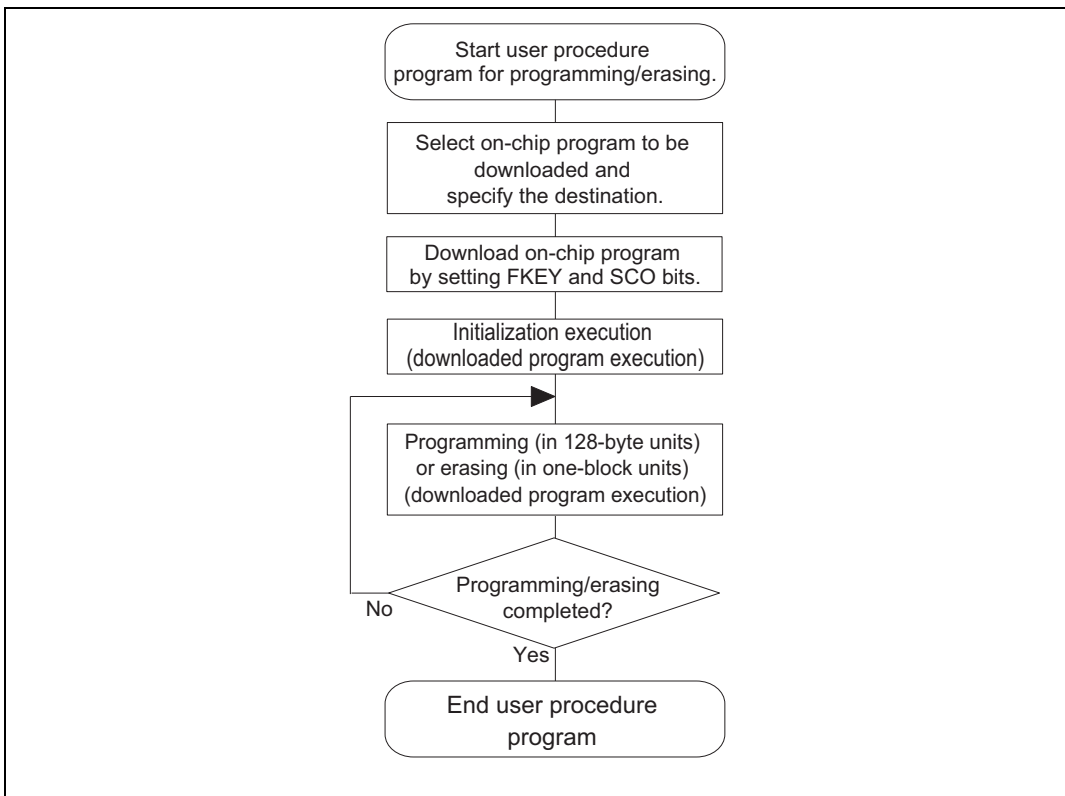 Start user procedure
program for programming/erasing.
Select on-chip program to be
downloaded and
specify the destination.
Download on-chip program
by setting FKEY and SCO bits.
Initialization execution
(downloaded program execution)
Programming (in 128-byte units)
or erasing (in one-block units)
(downloaded program execution)
Programming/erasing
completed?
No
Yes
End user procedure
program